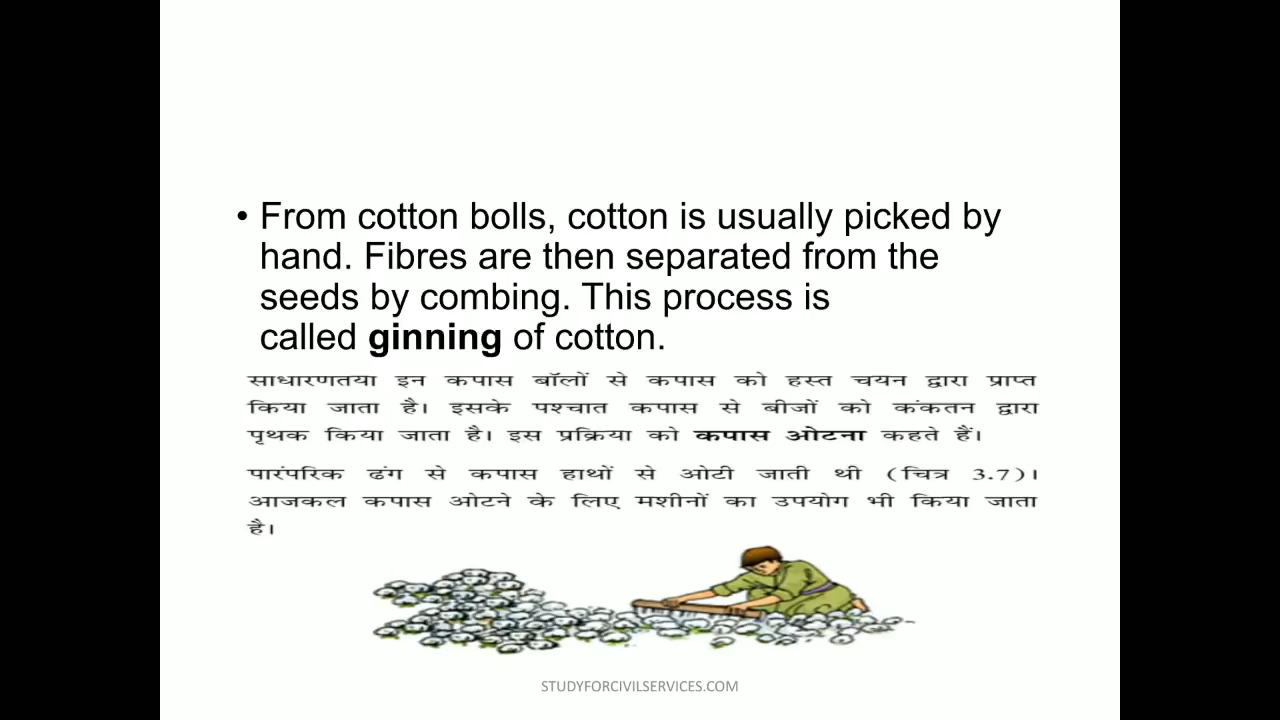 • From cotton bolls, cotton is usually picked by
hand. Fibres are then separated from the
seeds by combing. This process is
called ginning of cotton.
साधारणतया इन कपास बॉलों से कपास को हस्त चयन द्वारा प्राप्त
किया जाता है। इसके पश्चात कपास से बीजों को कंकतन द्वारा
पृथक किया जाता है। इस प्रक्रिया को कपास ओटना कहते हैं।
पारंपरिक ढंग से कपास हाथों से ओटी जाती थी (चित्र 3.7)।
आजकल कपास ओटने के लिए मशीनों का उपयोग भी किया जाता
है।
STUDYFORCIVILSERVICES.COM